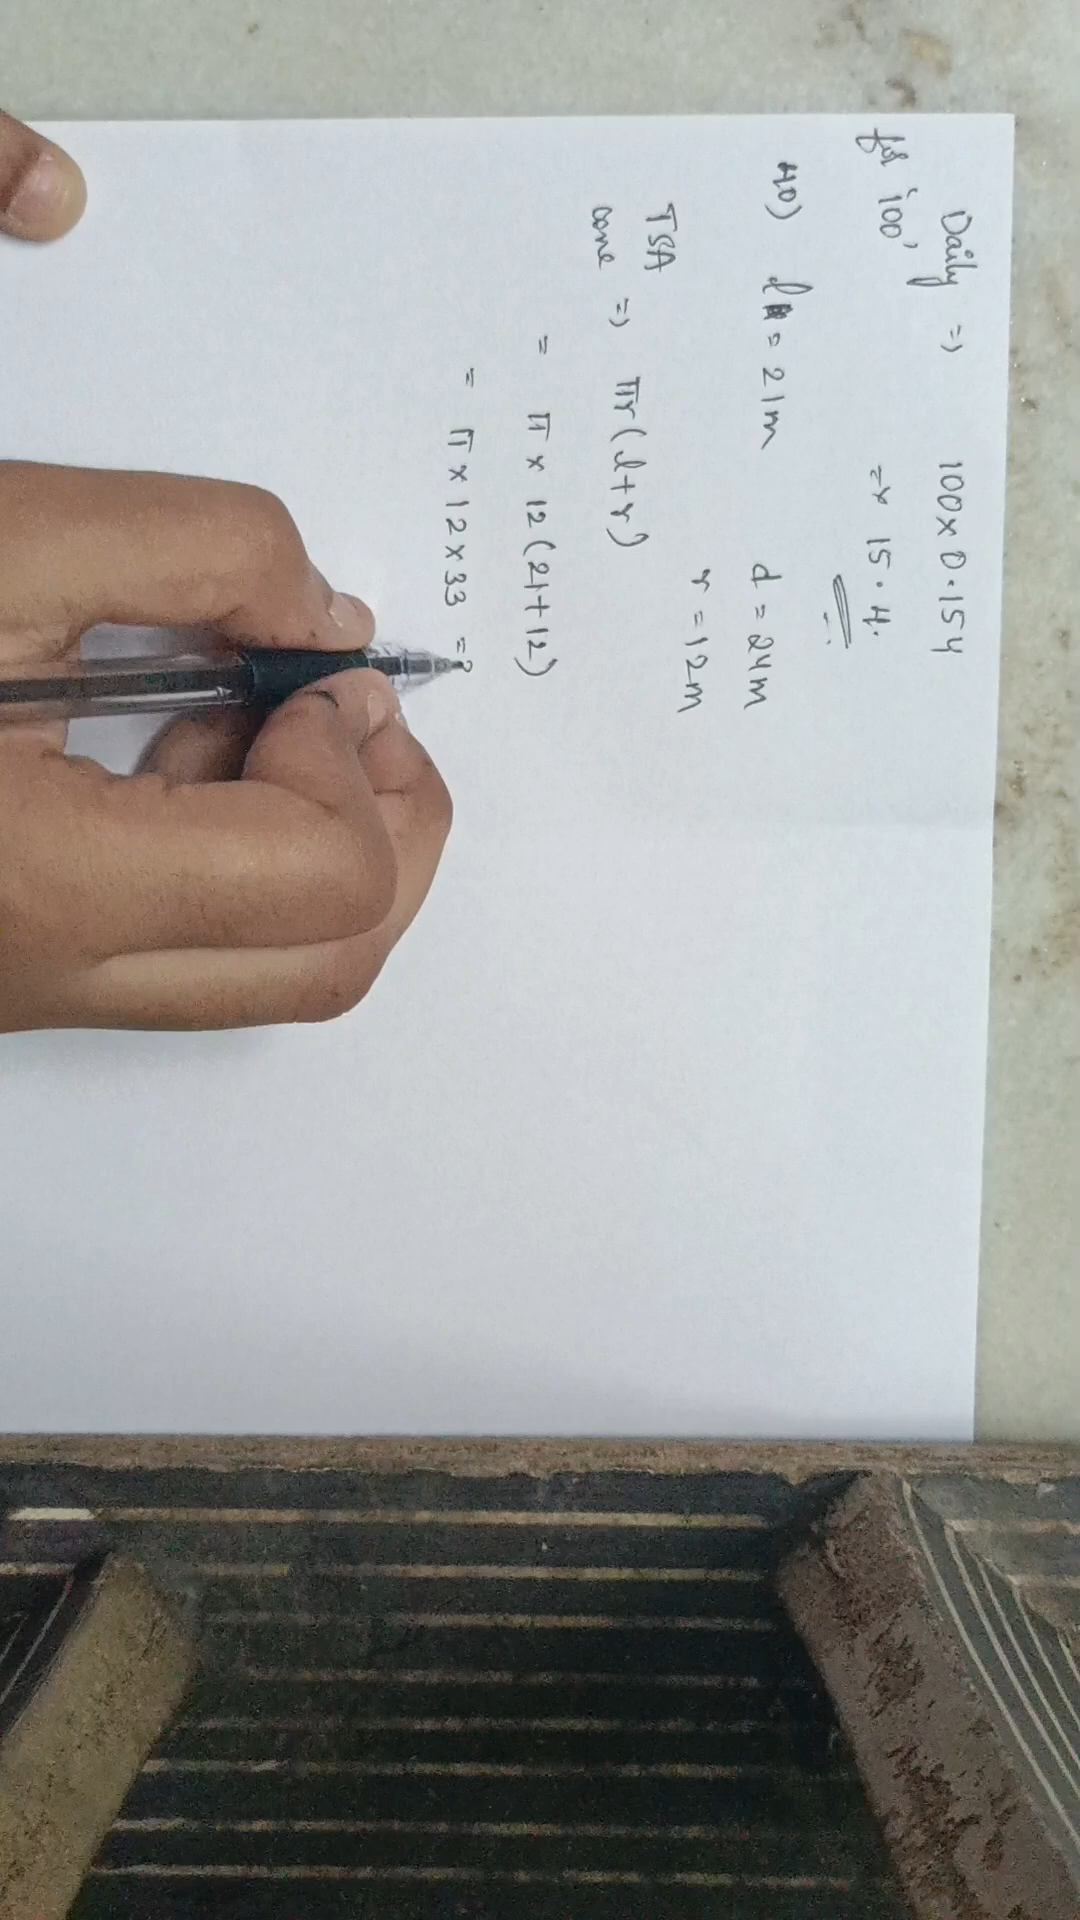 Daily => 100 x 0.154
for '100' => 15.4.
40) l = 21m d = 24m
r = 12m
TSA
cone => πr(l+r)
= π x 12(21+12)
= π x 12 x 33 =